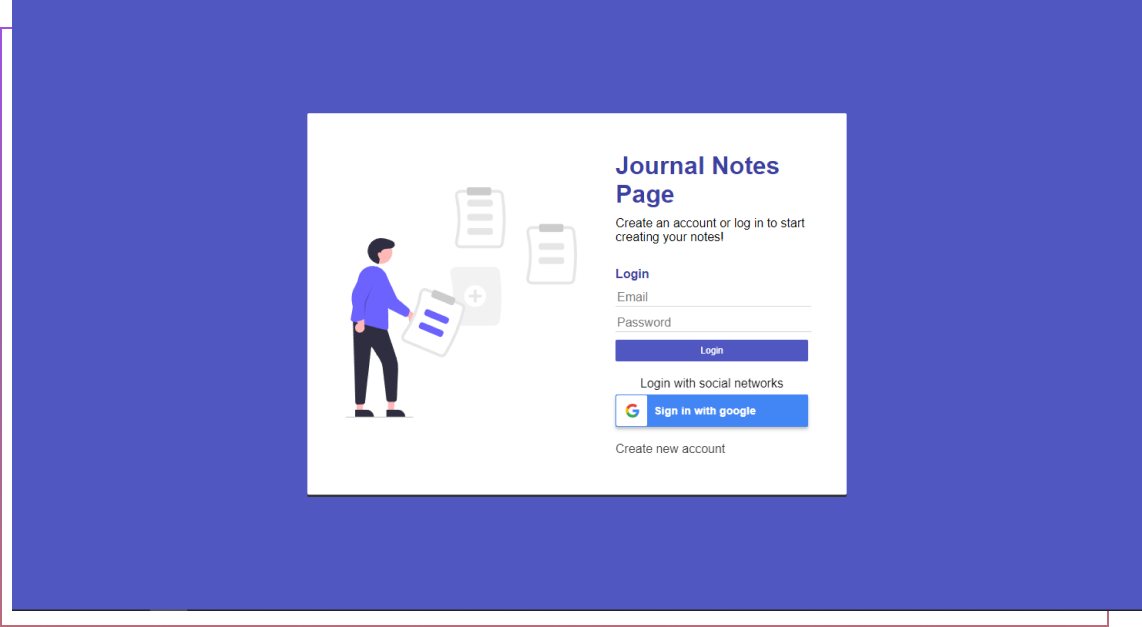 Journal Notes
Page
Create an account or log in to start
creating your notes!
Login
Email
Password
Login
Login with social networks
G Sign in with google
Create new account